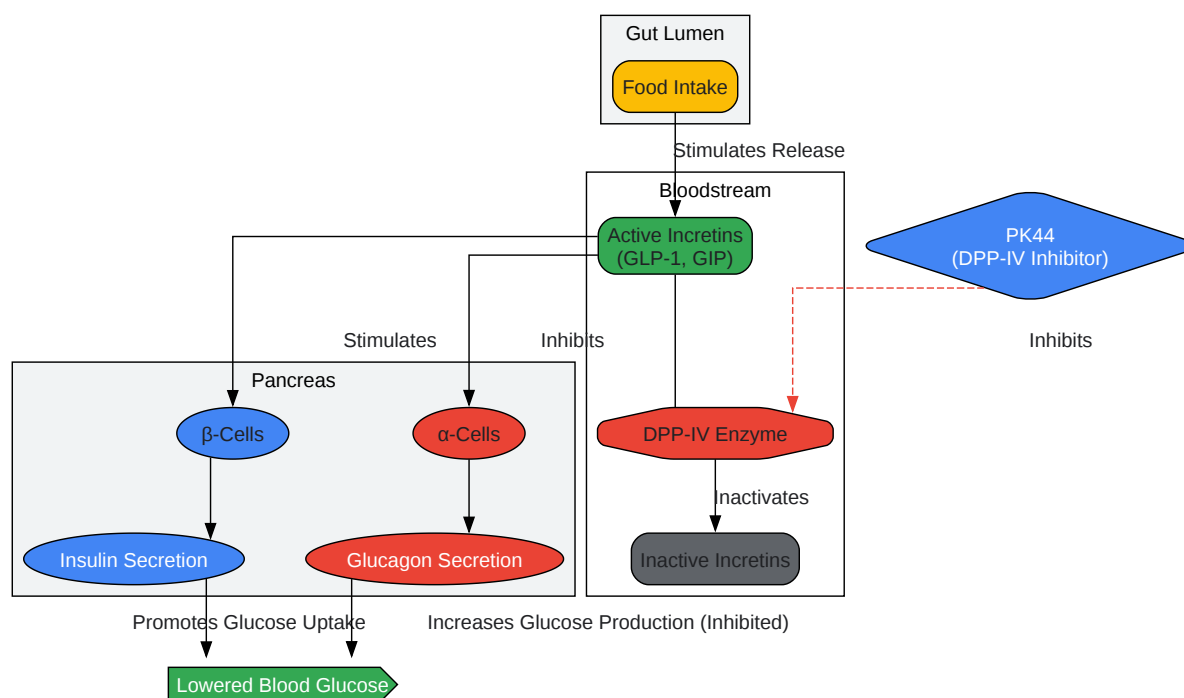 Gut Lumen
Food Intake
Stimulates Release
Bloodstream
Active Incretins
(GLP-1, GIP)
PK44
(DPP-IV Inhibitor)
Stimulates
Inhibits
Inhibits
Pancreas
β-Cells
α-Cells
DPP-IV Enzyme
Inactivates
Insulin Secretion
Glucagon Secretion
Inactive Incretins
Promotes Glucose Uptake
Increases Glucose Production (Inhibited)
Lowered Blood Glucose